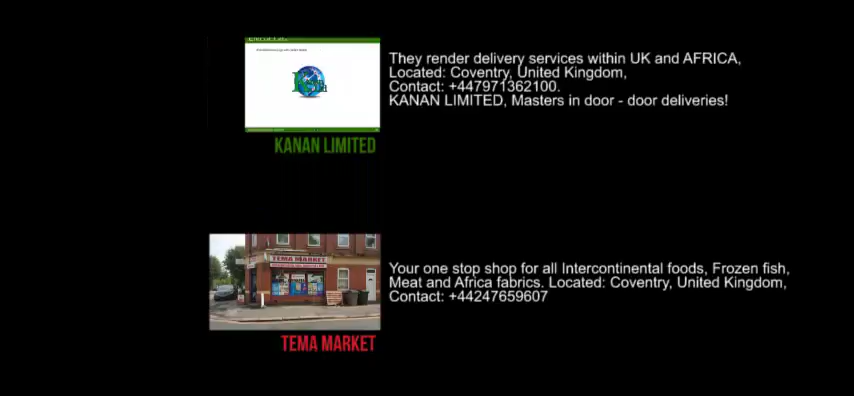 They render delivery services within UK and AFRICA,
Located: Coventry, United Kingdom,
Contact: +447971362100.
KANAN LIMITED, Masters in door - door deliveries!
KANAN LIMITED
TEMA MARKET
Your one stop shop for all Intercontinental foods, Frozen fish,
Meat and Africa fabrics. Located: Coventry, United Kingdom,
Contact: +44247659607
TEMA MARKET